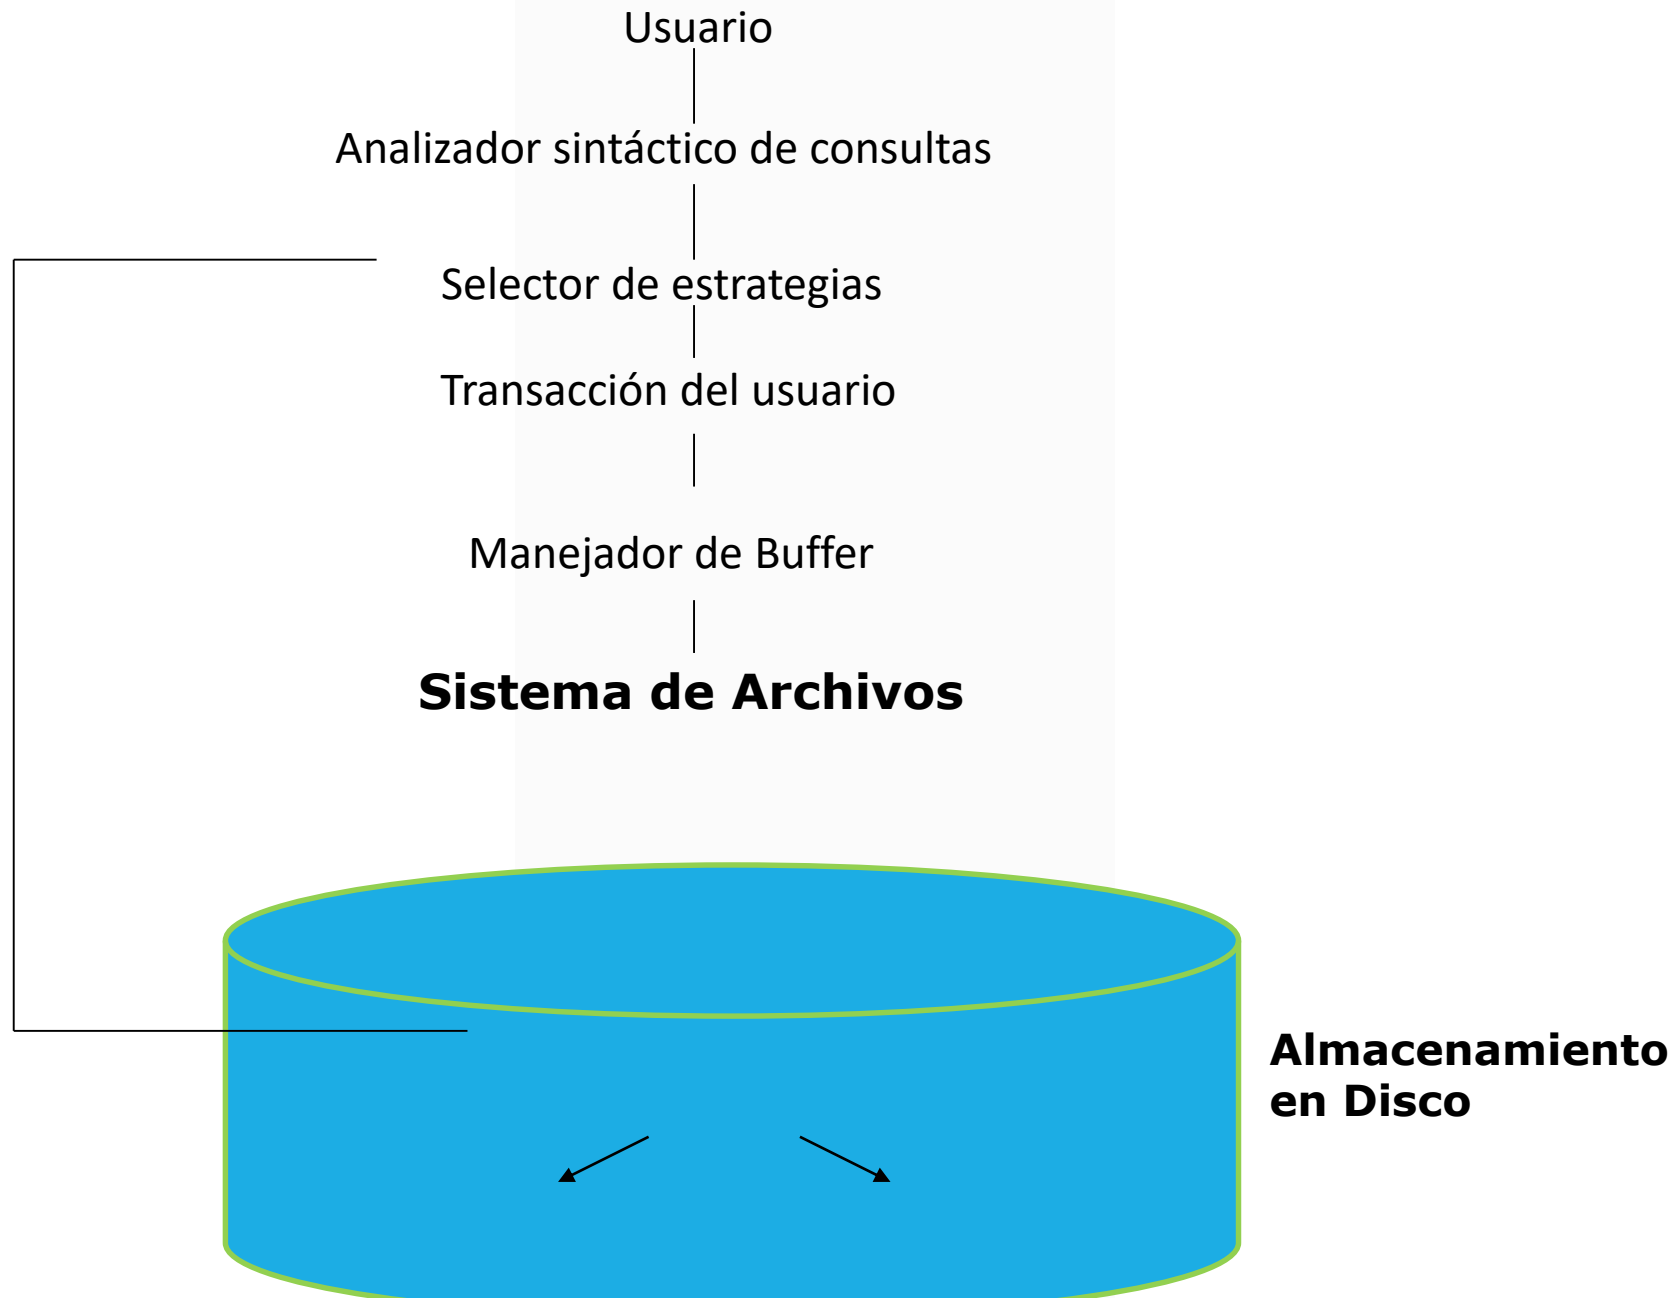 Usuario
Analizador sintáctico de consultas
Selector de estrategias
Transacción del usuario
Manejador de Buffer
Sistema de Archivos
Almacenamiento
en Disco